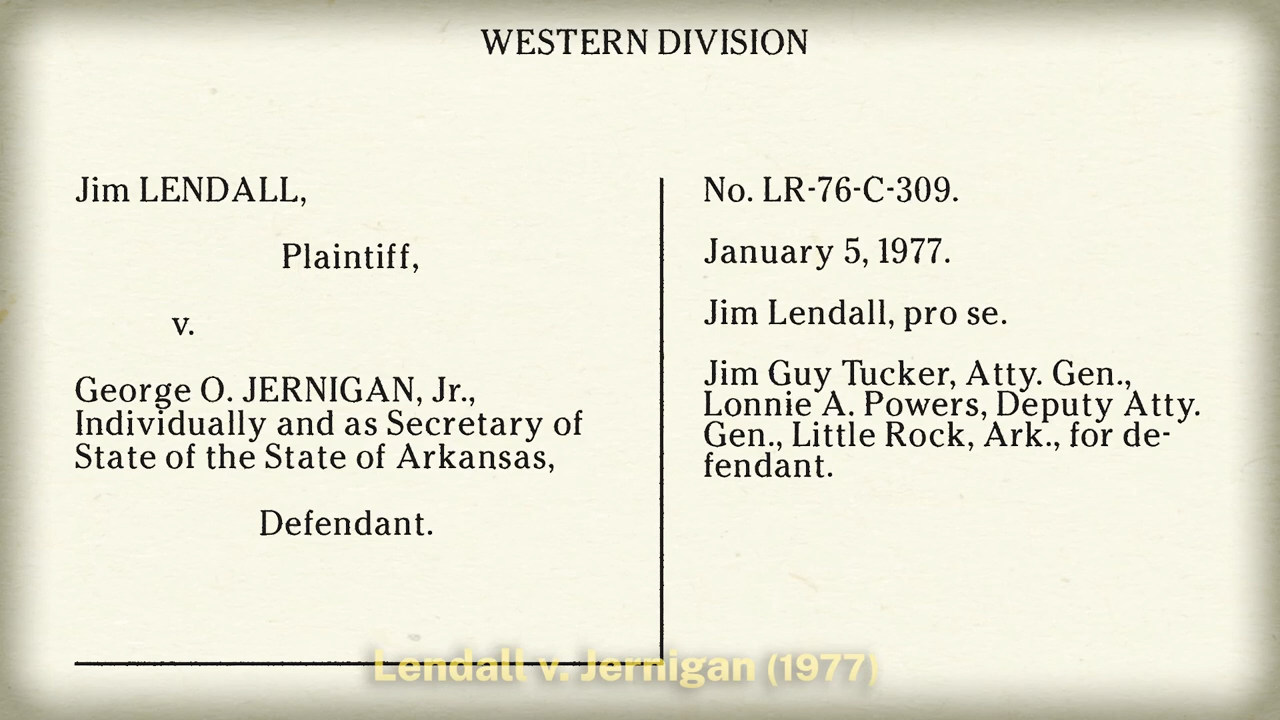 WESTERN DIVISION
Jim LENDALL,
Plaintiff,
v.
George O. JERNIGAN, Jr.,
Individually and as Secretary of
State of the State of Arkansas,
Defendant.
No. LR-76-C-309.
January 5, 1977.
Jim Lendall, pro se.
Jim Guy Tucker, Atty. Gen.,
Lonnie A. Powers, Deputy Atty.
Gen., Little Rock, Ark., for de-
fendant.
Lendall v. Jernigan (1977)